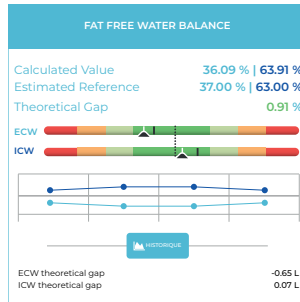 FAT FREE WATER BALANCE
Calculated Value 36.09 % | 63.91 %
Estimated Reference 37.00 % | 63.00 %
Theoretical Gap 0.91 %
ECW
ICW
HISTORIQUE
ECW theoretical gap -0.65 L
ICW theoretical gap 0.07 L